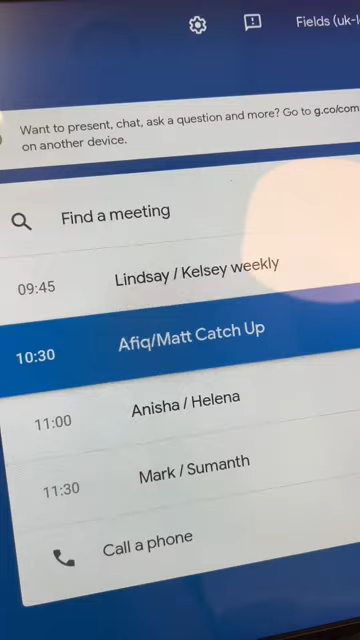 Fields (uk-l
Want to present, chat, ask a question and more? Go to g.co/com
on another device.
Find a meeting
09:45 Lindsay / Kelsey weekly
10:30 Afiq/Matt Catch Up
11:00 Anisha / Helena
11:30 Mark / Sumanth
Call a phone